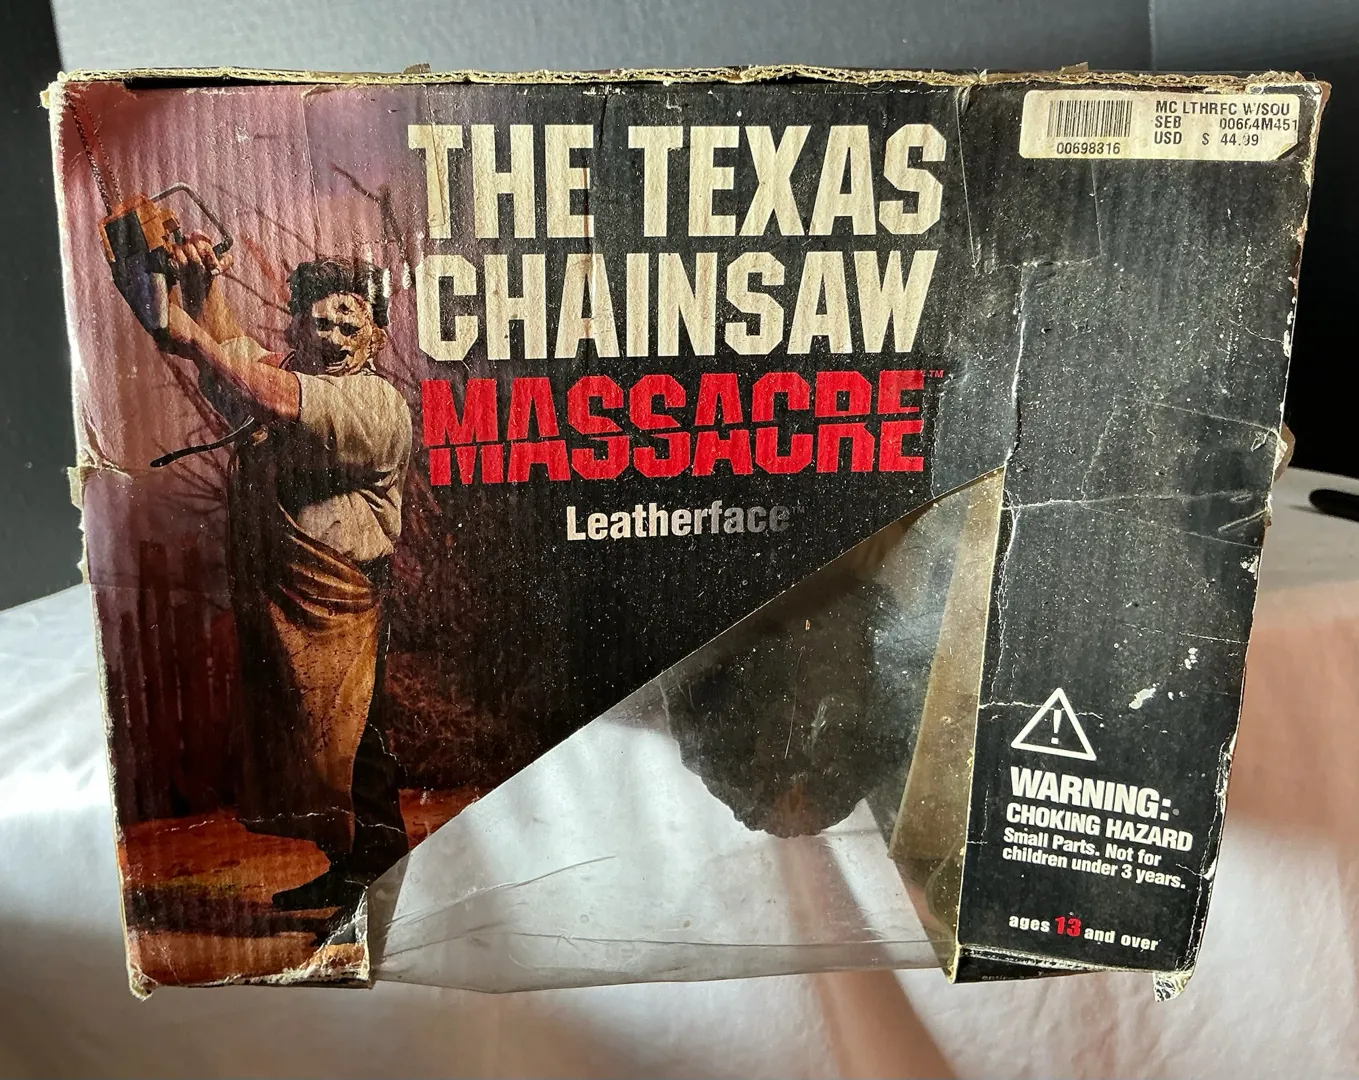 THE TEXAS
CHAINSAW
MASSACRE™
Leatherface™
MC LTHRFC W/SOU
SEB 00664M451
USD $ 44.99
00698316
WARNING:
CHOKING HAZARD
Small Parts. Not for
children under 3 years.
ages 13 and over